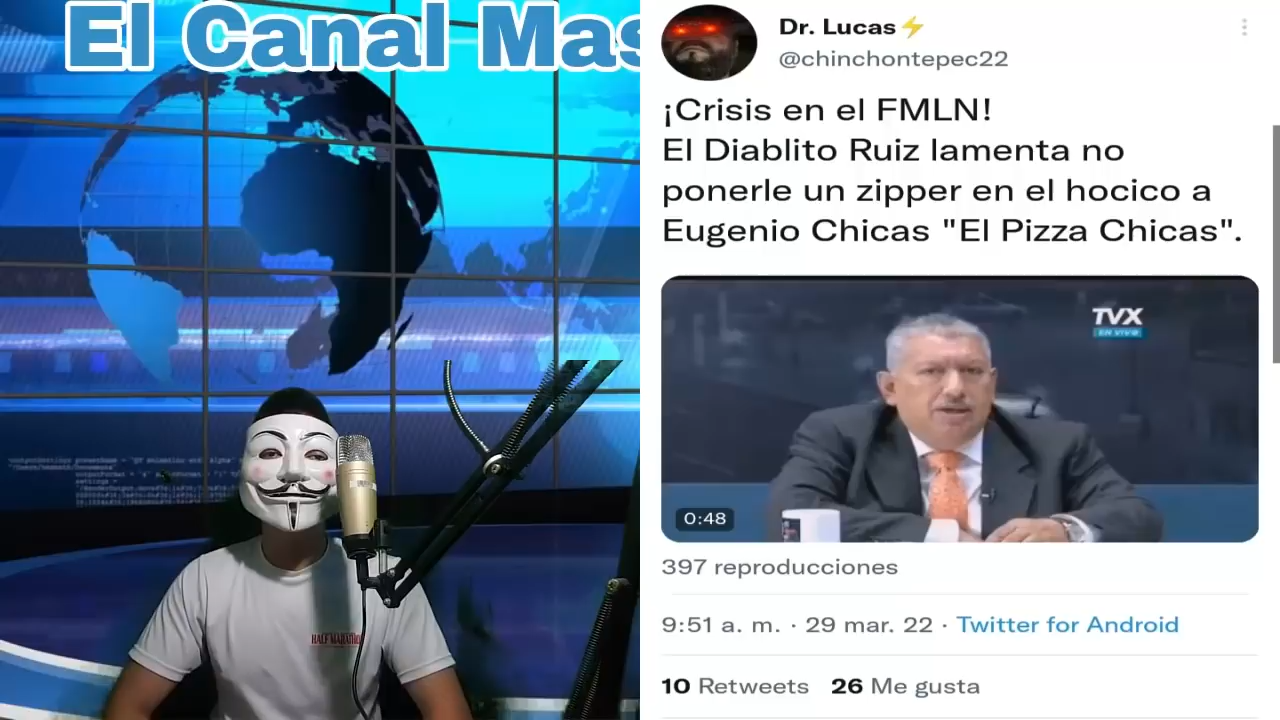 El Canal Mas
HALF MARATHO
Dr. Lucas⚡
@chinchontepec22
¡Crisis en el FMLN!
El Diablito Ruiz lamenta no
ponerle un zipper en el hocico a
Eugenio Chicas "El Pizza Chicas".
TVX
EN VIVO
0:48
397 reproducciones
9:51 a. m. · 29 mar. 22 · Twitter for Android
10 Retweets 26 Me gusta